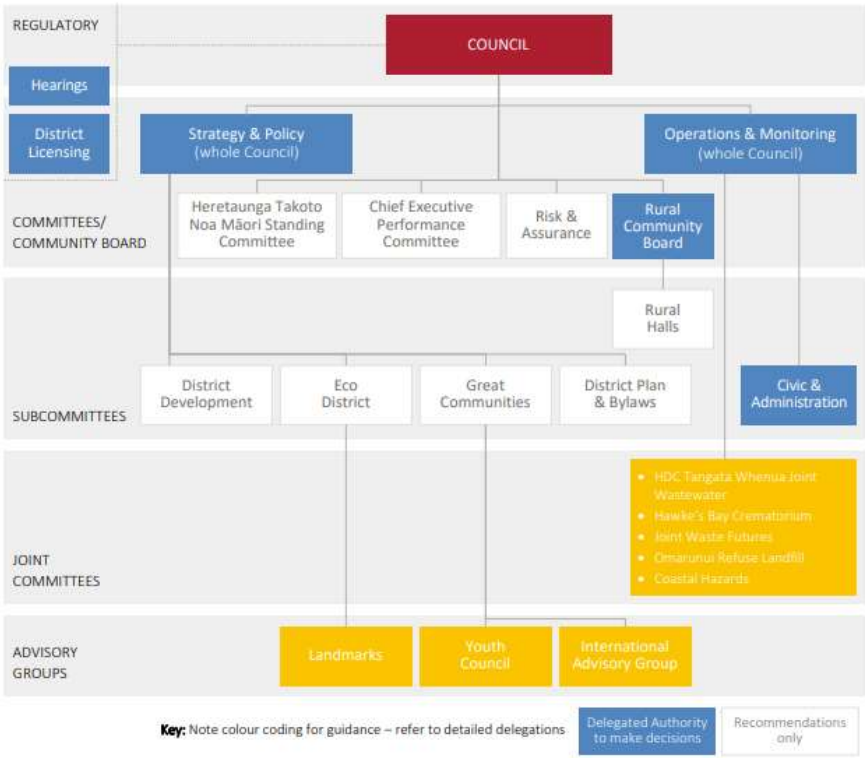 REGULATORY
COUNCIL
Hearings
District
Licensing
Strategy & Policy
(whole Council)
Operations & Monitoring
(whole Council)
COMMITTEES/
COMMUNITY BOARD
Heretaunga Takoto
Noa Māori Standing
Committee
Chief Executive
Performance
Committee
Risk &
Assurance
Rural
Community
Board
Rural
Halls
SUBCOMMITTEES
District
Development
Eco
District
Great
Communities
District Plan
& Bylaws
Civic &
Administration
JOINT
COMMITTEES
• HDC Tangata Whenua Joint
Wastewater
• Hawke's Bay Crematorium
• Joint Waste Futures
• Omarunui Refuse Landfill
• Coastal Hazards
ADVISORY
GROUPS
Landmarks
Youth
Council
International
Advisory Group
Key: Note colour coding for guidance – refer to detailed delegations
Delegated Authority
to make decisions
Recommendations
only